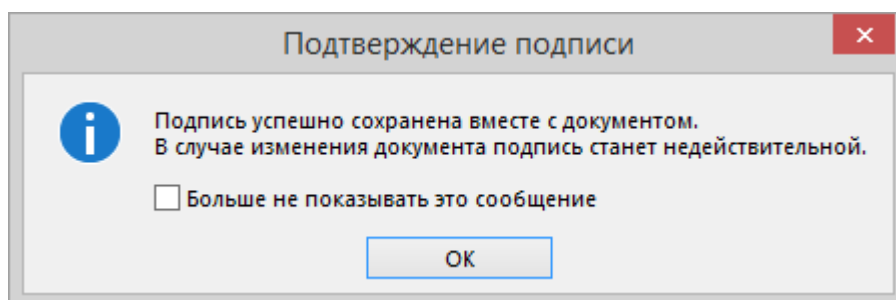 Подтверждение подписи
Подпись успешно сохранена вместе с документом.
В случае изменения документа подпись станет недействительной.
Больше не показывать это сообщение
ОК